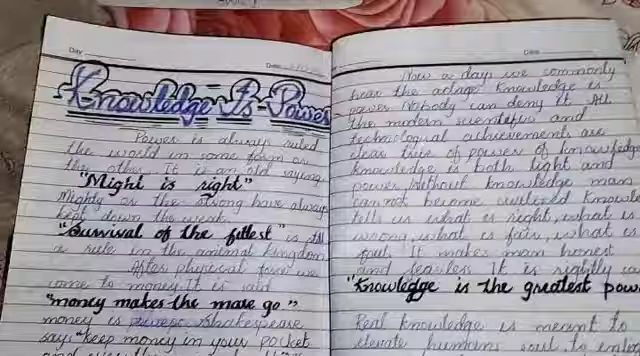 Day
Date
Knowledge Is Power
Power is always ruled
the world in some form or
the other. It is an old saying
"Might is right"
Mighty or the strong have always
kept down the weak.
"Survival of the fittest" is still
a rule in the animal kingdom
After physical force we
come to money. It is said
"money makes the mare go"
money is power. Shakespeare
says "keep money in your pocket
Date
Now a days we commonly
hear the adage Knowledge is
power. Nobody can deny it. All
the modern scientific and
technological achievements are
clear of power of knowledge
knowledge is both light and
power. Without knowledge man
cannot become civilized Knowle
tells us what is right, what is
wrong, what is fair, what is
foul. It makes man honest
and fearless. It is rightly
"Knowledge is the greatest pow
Real knowledge is meant to
elevate humans soul to